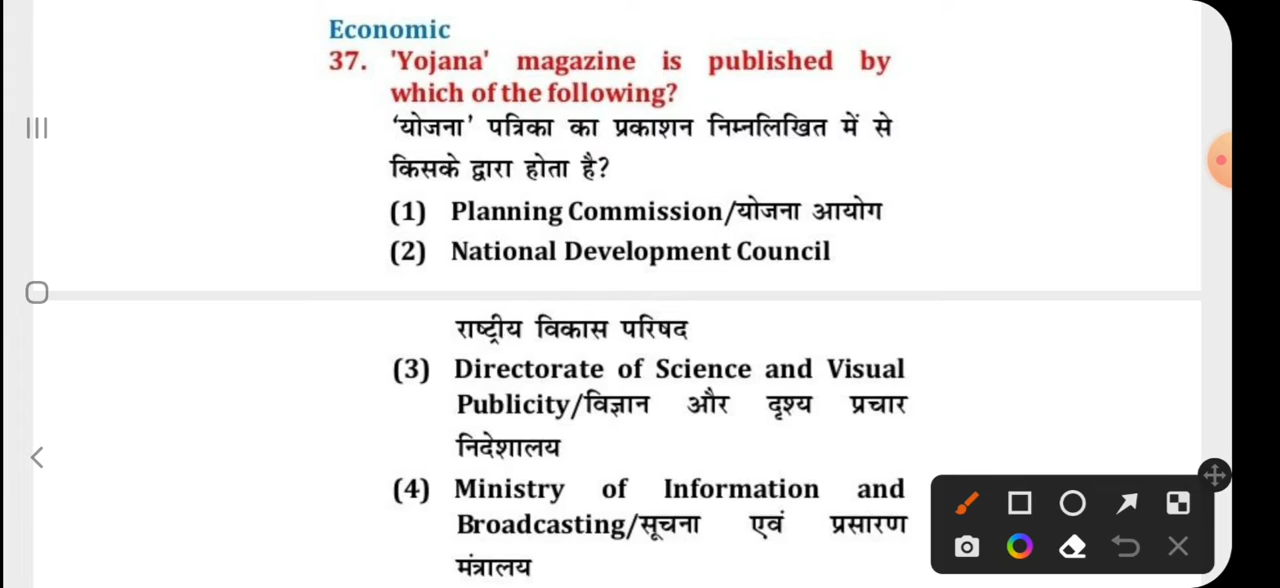 Economic
37. 'Yojana' magazine is published by
which of the following?
‘योजना’ पत्रिका का प्रकाशन निम्नलिखित में से
किसके द्वारा होता है?
(1) Planning Commission/योजना आयोग
(2) National Development Council
राष्ट्रीय विकास परिषद
(3) Directorate of Science and Visual
Publicity/विज्ञान और दृश्य प्रचार
निदेशालय
(4) Ministry of Information and
Broadcasting/सूचना एवं प्रसारण
मंत्रालय